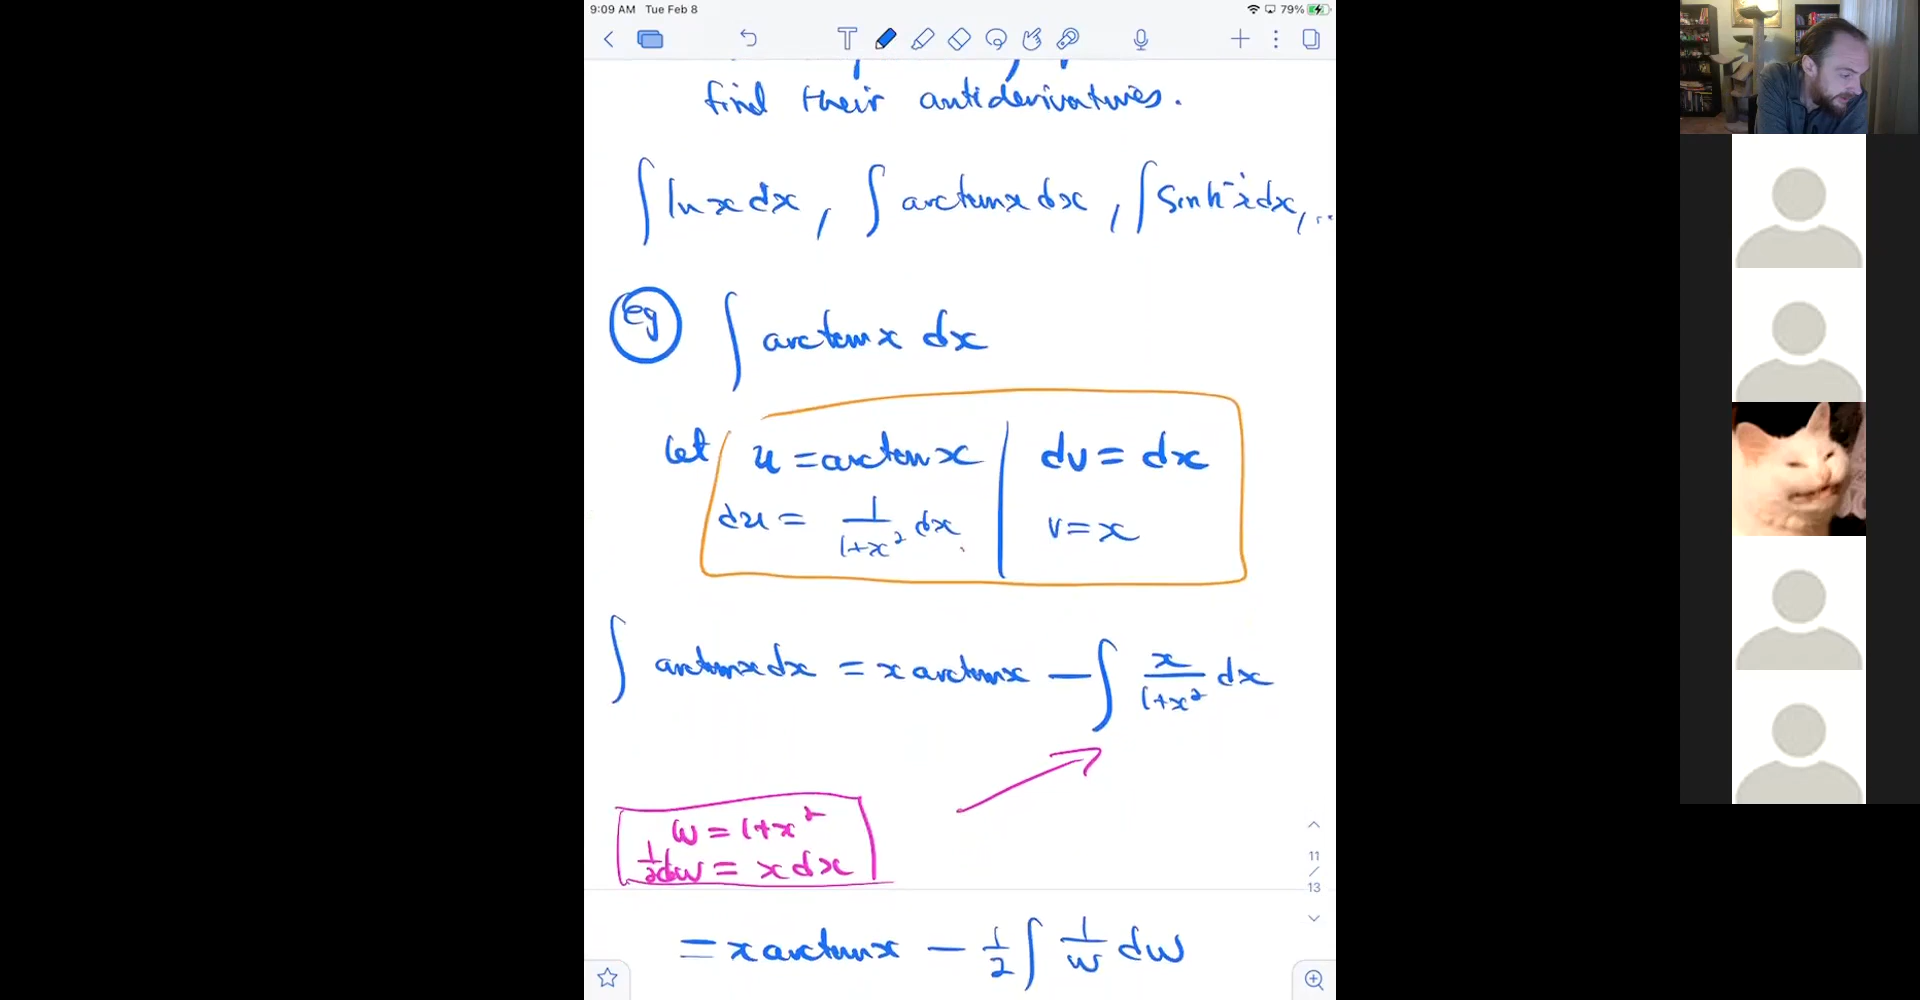 9:09 AM Tue Feb 8
79%
find their antiderivatives.
∫ ln x dx, ∫ arctan x dx, ∫ sinh⁻¹x dx, ...
eg ∫ arctan x dx
Let u = arctan x | dv = dx
du = 1/(1+x²) dx | v = x
∫ arctan x dx = x arctan x − ∫ x/(1+x²) dx
w = 1+x²
½dw = x dx
11
/
13
= x arctan x − ½ ∫ 1/w dw